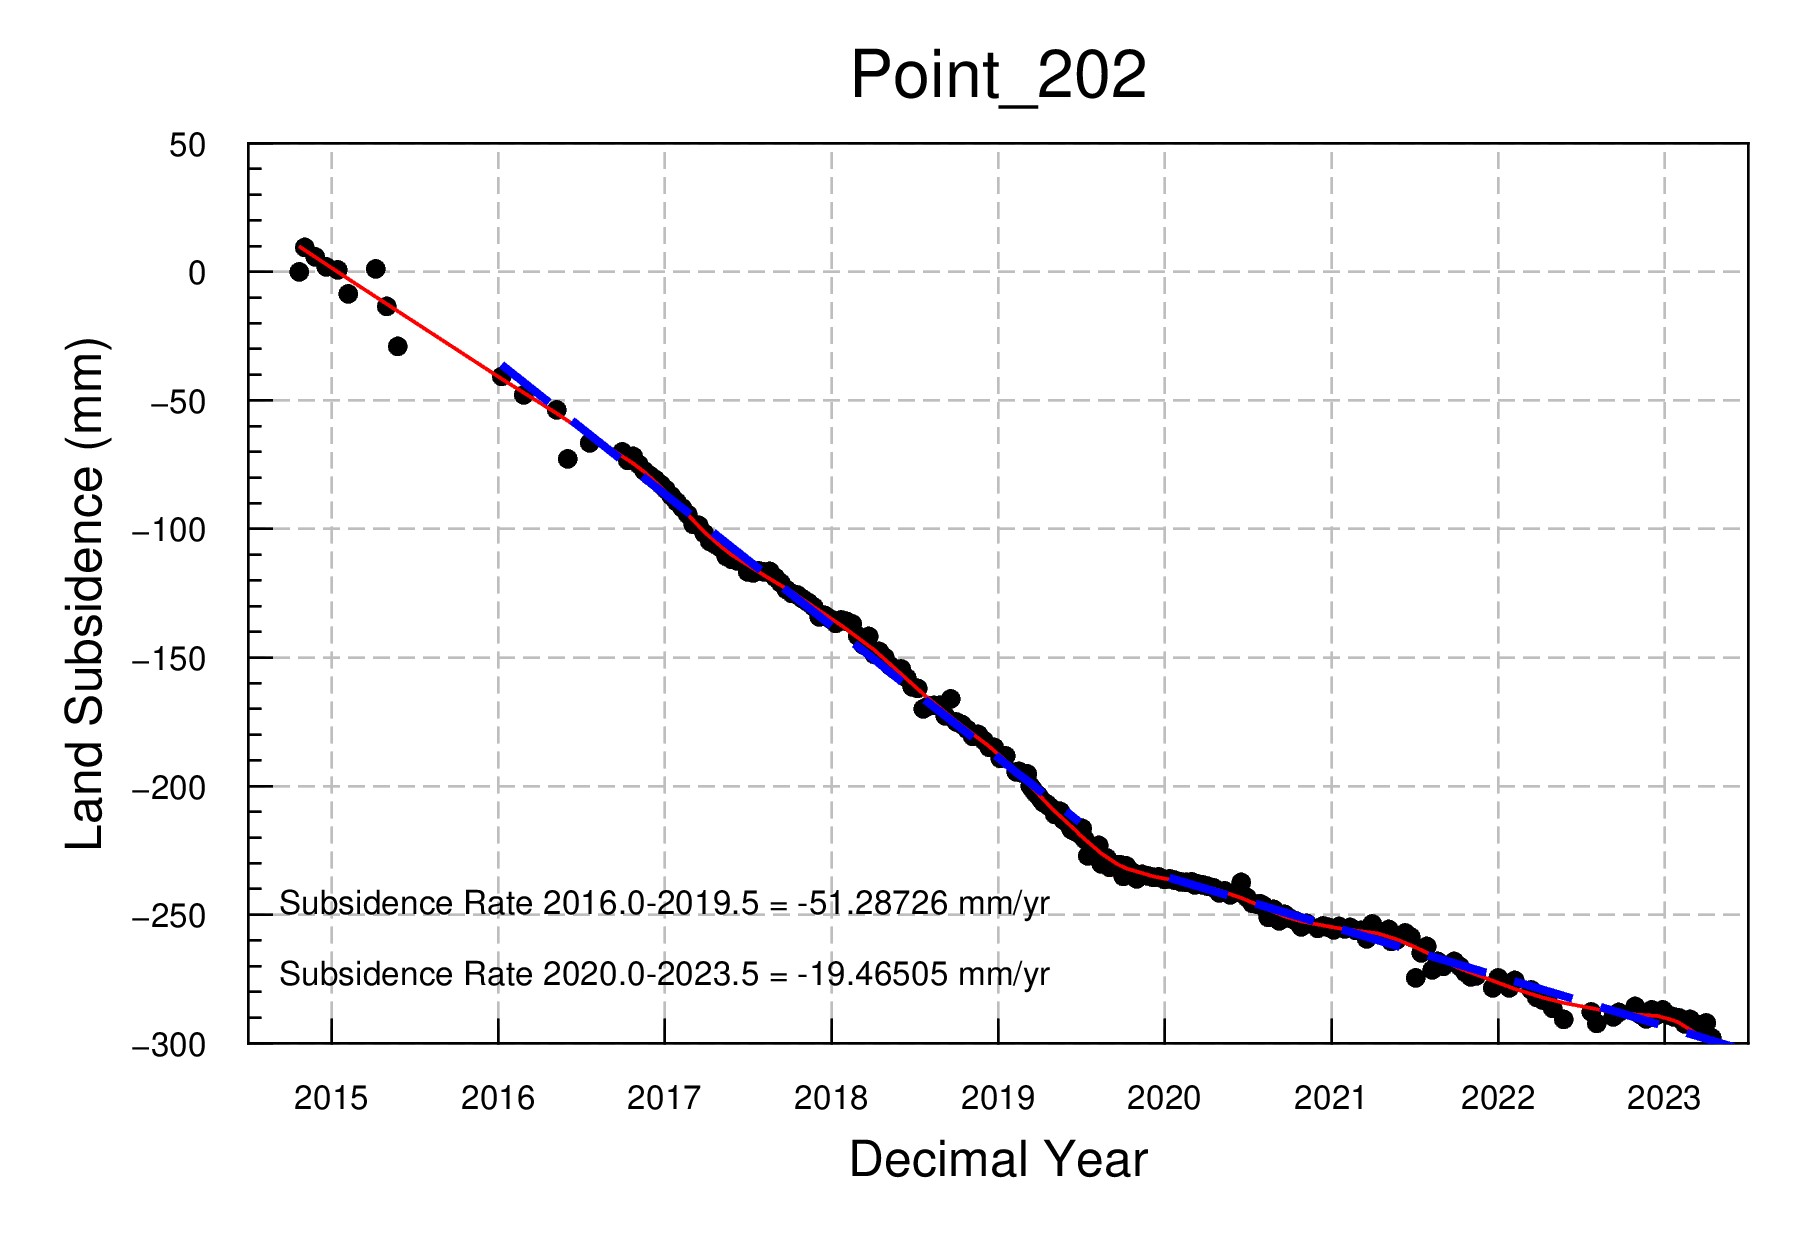 Point_202
50
0
−50
−100
−150
−200
−250
−300
Land Subsidence (mm)
Subsidence Rate 2016.0-2019.5 = -51.28726 mm/yr
Subsidence Rate 2020.0-2023.5 = -19.46505 mm/yr
2015 2016 2017 2018 2019 2020 2021 2022 2023
Decimal Year